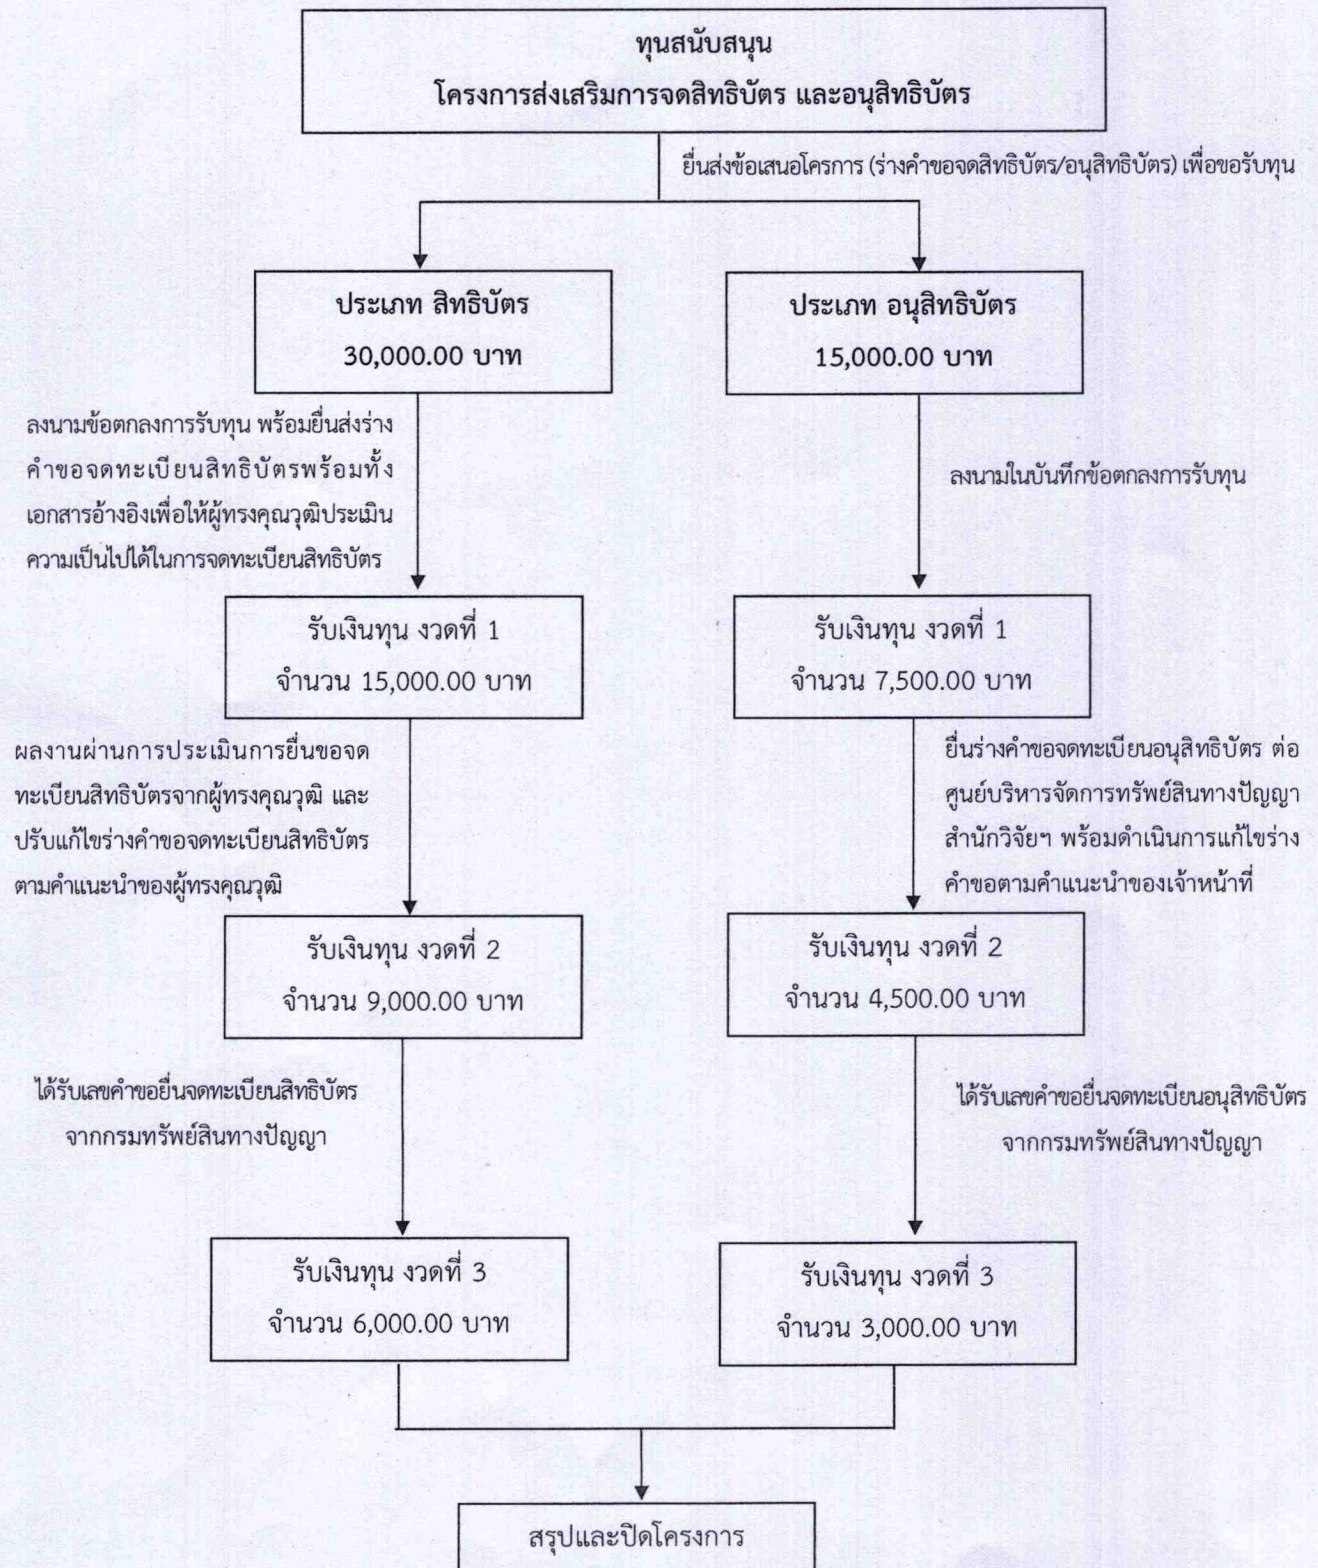 ทุนสนับสนุน
โครงการส่งเสริมการจดสิทธิบัตร และอนุสิทธิบัตร
ยื่นส่งข้อเสนอโครงการ (ร่างคำขอจดสิทธิบัตร/อนุสิทธิบัตร) เพื่อขอรับทุน
ประเภท สิทธิบัตร
30,000.00 บาท
ประเภท อนุสิทธิบัตร
15,000.00 บาท
ลงนามข้อตกลงการรับทุน พร้อมยื่นส่งร่าง
คำขอจดทะเบียนสิทธิบัตรพร้อมทั้ง
เอกสารอ้างอิงเพื่อให้ผู้ทรงคุณวุฒิประเมิน
ความเป็นไปได้ในการจดทะเบียนสิทธิบัตร
ลงนามในบันทึกข้อตกลงการรับทุน
รับเงินทุน งวดที่ 1
จำนวน 15,000.00 บาท
รับเงินทุน งวดที่ 1
จำนวน 7,500.00 บาท
ผลงานผ่านการประเมินการยื่นขอจด
ทะเบียนสิทธิบัตรจากผู้ทรงคุณวุฒิ และ
ปรับแก้ไขร่างคำขอจดทะเบียนสิทธิบัตร
ตามคำแนะนำของผู้ทรงคุณวุฒิ
ยื่นร่างคำขอจดทะเบียนอนุสิทธิบัตร ต่อ
ศูนย์บริหารจัดการทรัพย์สินทางปัญญา
สำนักวิจัยฯ พร้อมดำเนินการแก้ไขร่าง
คำขอตามคำแนะนำของเจ้าหน้าที่
รับเงินทุน งวดที่ 2
จำนวน 9,000.00 บาท
รับเงินทุน งวดที่ 2
จำนวน 4,500.00 บาท
ได้รับเลขคำขอยื่นจดทะเบียนสิทธิบัตร
จากกรมทรัพย์สินทางปัญญา
ได้รับเลขคำขอยื่นจดทะเบียนอนุสิทธิบัตร
จากกรมทรัพย์สินทางปัญญา
รับเงินทุน งวดที่ 3
จำนวน 6,000.00 บาท
รับเงินทุน งวดที่ 3
จำนวน 3,000.00 บาท
สรุปและปิดโครงการ